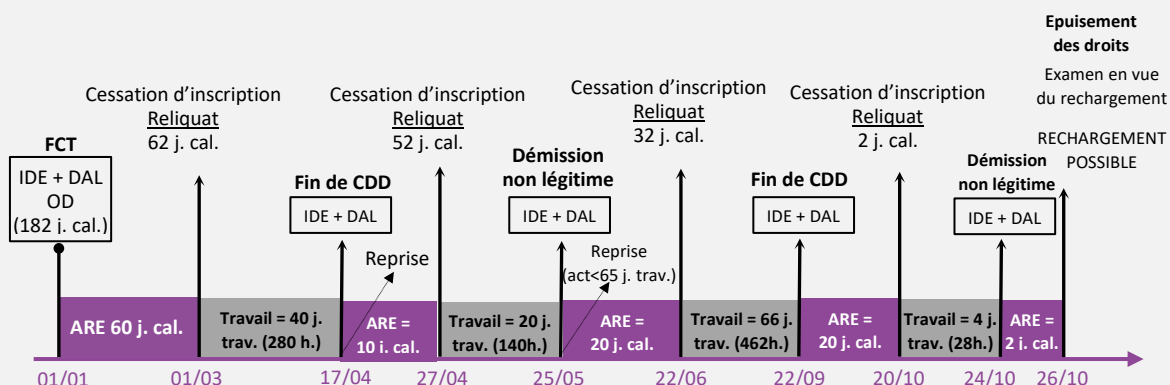 Epuisement
des droits
Examen en vue
du rechargement
RECHARGEMENT
POSSIBLE
Cessation d'inscription
Reliquat
62 j. cal.
Cessation d'inscription
Reliquat
52 j. cal.
Cessation d'inscription
Reliquat
32 j. cal.
Cessation d'inscription
Reliquat
2 j. cal.
FCT
IDE + DAL
OD
(182 j. cal.)
Fin de CDD
IDE + DAL
Démission
non légitime
IDE + DAL
Fin de CDD
IDE + DAL
Démission
non légitime
IDE + DAL
Reprise
Reprise
(act<65 j. trav.)
ARE 60 j. cal.
Travail = 40 j.
trav. (280 h.)
ARE =
10 j. cal.
Travail = 20 j.
trav. (140h.)
ARE =
20 j. cal.
Travail = 66 j.
trav. (462h.)
ARE =
20 j. cal.
Travail = 4 j.
trav. (28h.)
ARE =
2 j. cal.
01/01 01/03 17/04 27/04 25/05 22/06 22/09 20/10 24/10 26/10